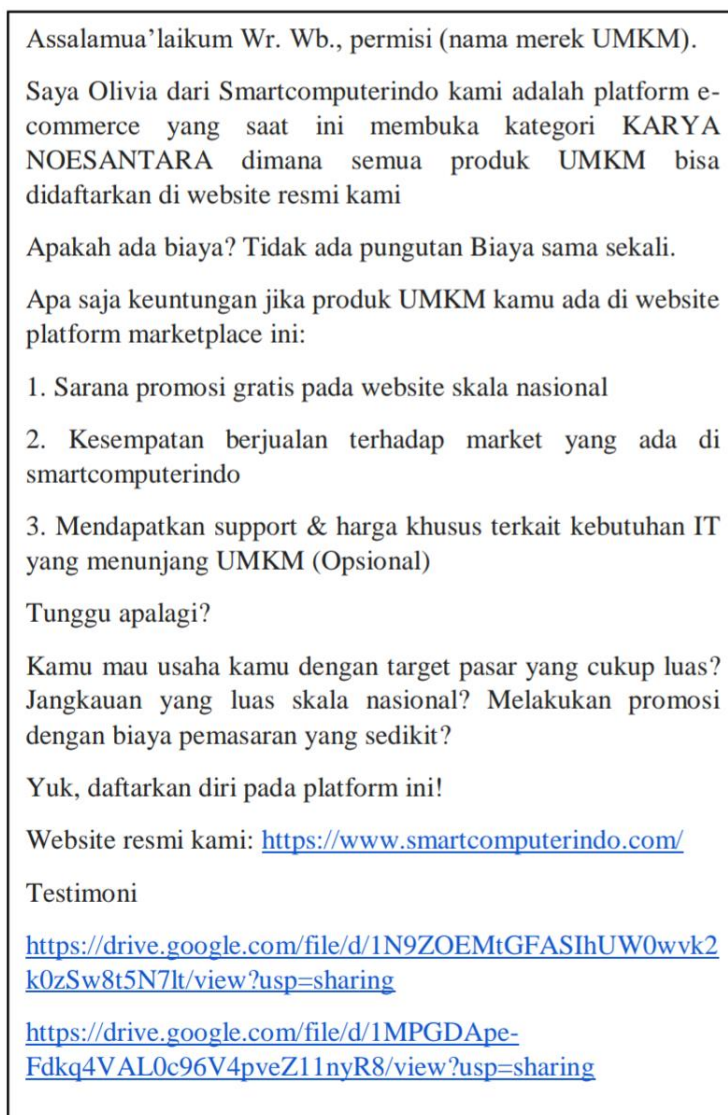 Assalamua’laikum Wr. Wb., permisi (nama merek UMKM).
Saya Olivia dari Smartcomputerindo kami adalah platform e-
commerce yang saat ini membuka kategori KARYA
NOESANTARA dimana semua produk UMKM bisa
didaftarkan di website resmi kami
Apakah ada biaya? Tidak ada pungutan Biaya sama sekali.
Apa saja keuntungan jika produk UMKM kamu ada di website
platform marketplace ini:
1. Sarana promosi gratis pada website skala nasional
2. Kesempatan berjualan terhadap market yang ada di
smartcomputerindo
3. Mendapatkan support & harga khusus terkait kebutuhan IT
yang menunjang UMKM (Opsional)
Tunggu apalagi?
Kamu mau usaha kamu dengan target pasar yang cukup luas?
Jangkauan yang luas skala nasional? Melakukan promosi
dengan biaya pemasaran yang sedikit?
Yuk, daftarkan diri pada platform ini!
Website resmi kami: https://www.smartcomputerindo.com/
Testimoni
https://drive.google.com/file/d/1N9ZOEMtGFASIhUW0wvk2
k0zSw8t5N7lt/view?usp=sharing
https://drive.google.com/file/d/1MPGDApe-
Fdkq4VAL0c96V4pveZ11nyR8/view?usp=sharing